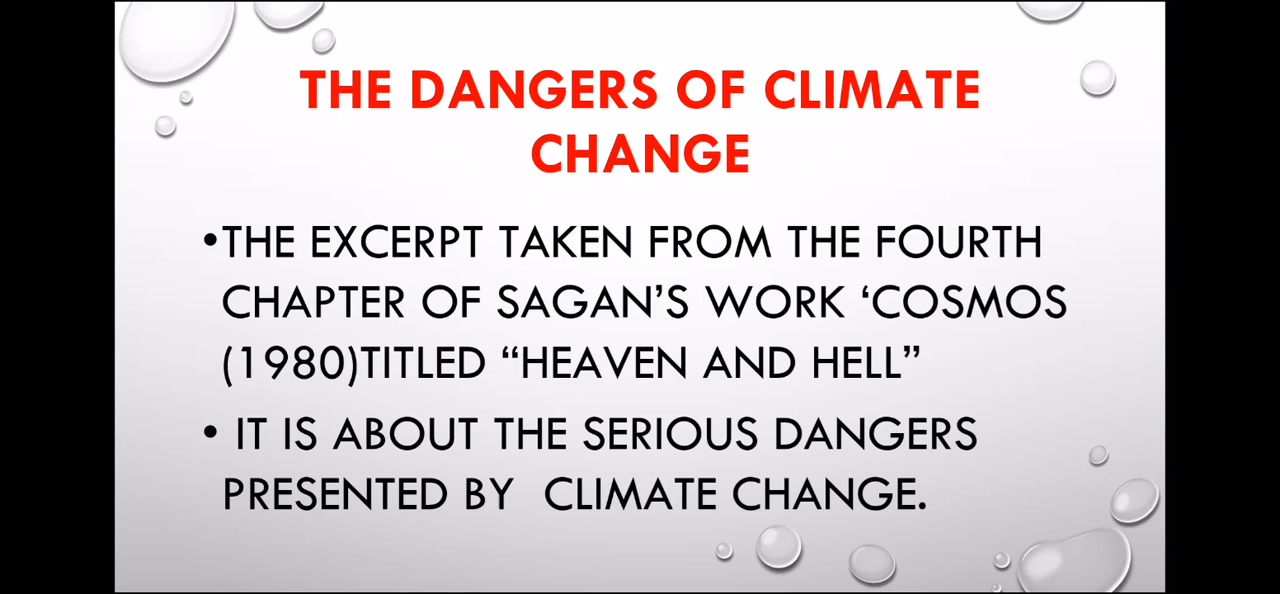 THE DANGERS OF CLIMATE
CHANGE
•THE EXCERPT TAKEN FROM THE FOURTH
CHAPTER OF SAGAN’S WORK ‘COSMOS
(1980)TITLED “HEAVEN AND HELL”
• IT IS ABOUT THE SERIOUS DANGERS
PRESENTED BY  CLIMATE CHANGE.